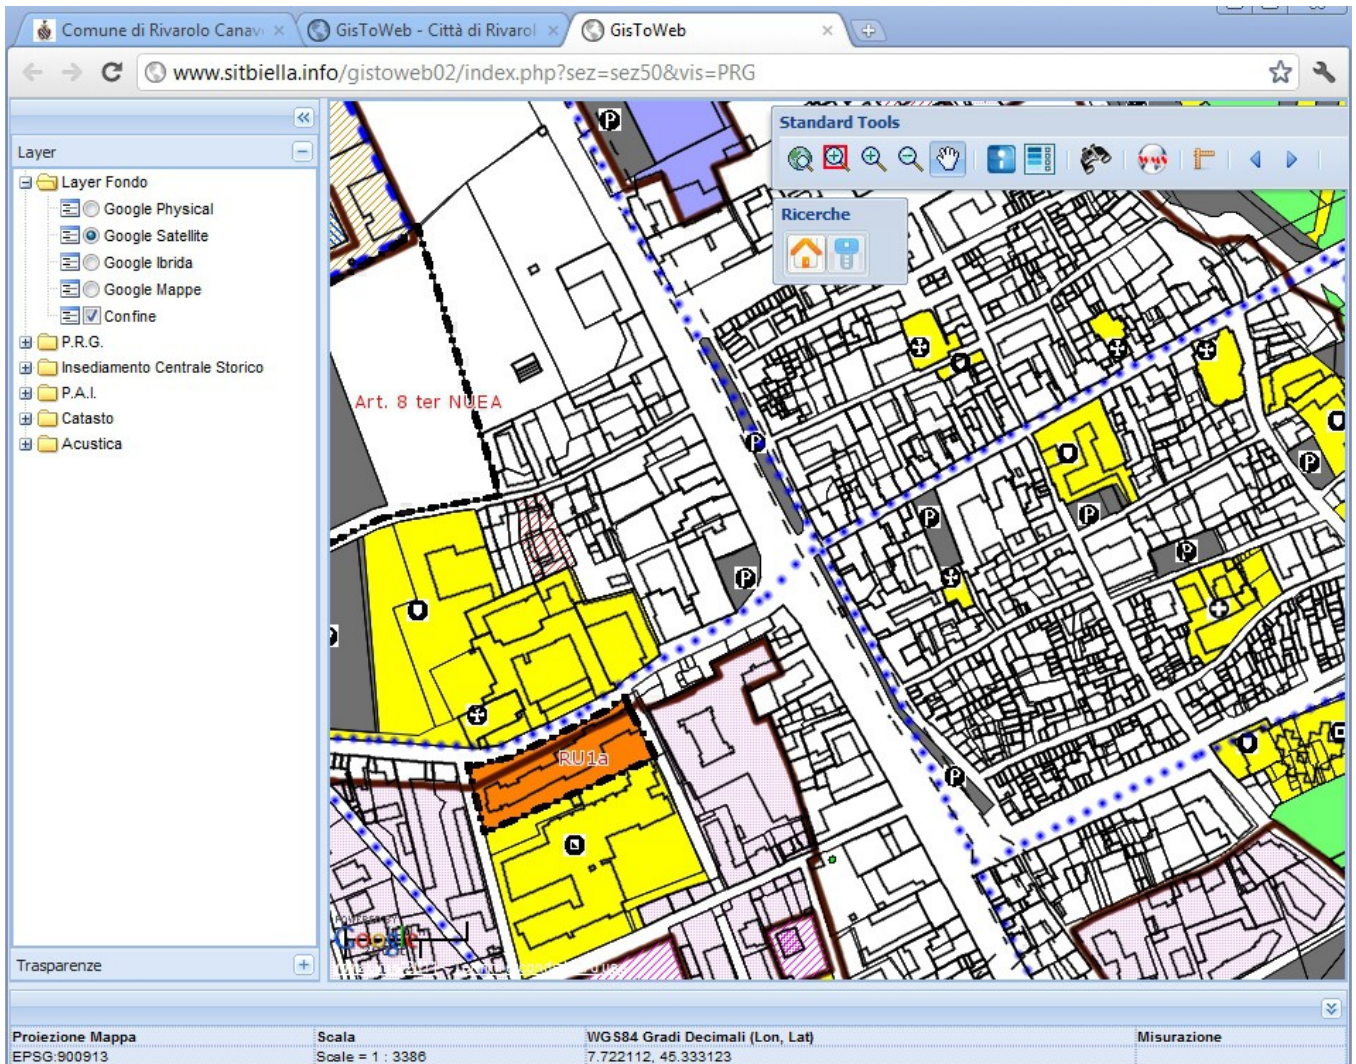 Comune di Rivarolo Canav
GisToWeb - Città di Rivarol
GisToWeb
www.sitbiella.info/gistoweb02/index.php?sez=sez50&vis=PRG
Layer
Layer Fondo
Google Physical
Google Satellite
Google Ibrida
Google Mappe
Confine
P.R.G.
Insediamento Centrale Storico
P.A.I.
Catasto
Acustica
Trasparenze
Standard Tools
Ricerche
P
Art. 8 ter NUEA
P
P
P
P
P
P
P
RU1a
POWERED BY
Google
Proiezione Mappa
Scala
WGS84 Gradi Decimali (Lon, Lat)
Misurazione
EPSG:900913
Scale = 1 : 3386
7.722112, 45.333123